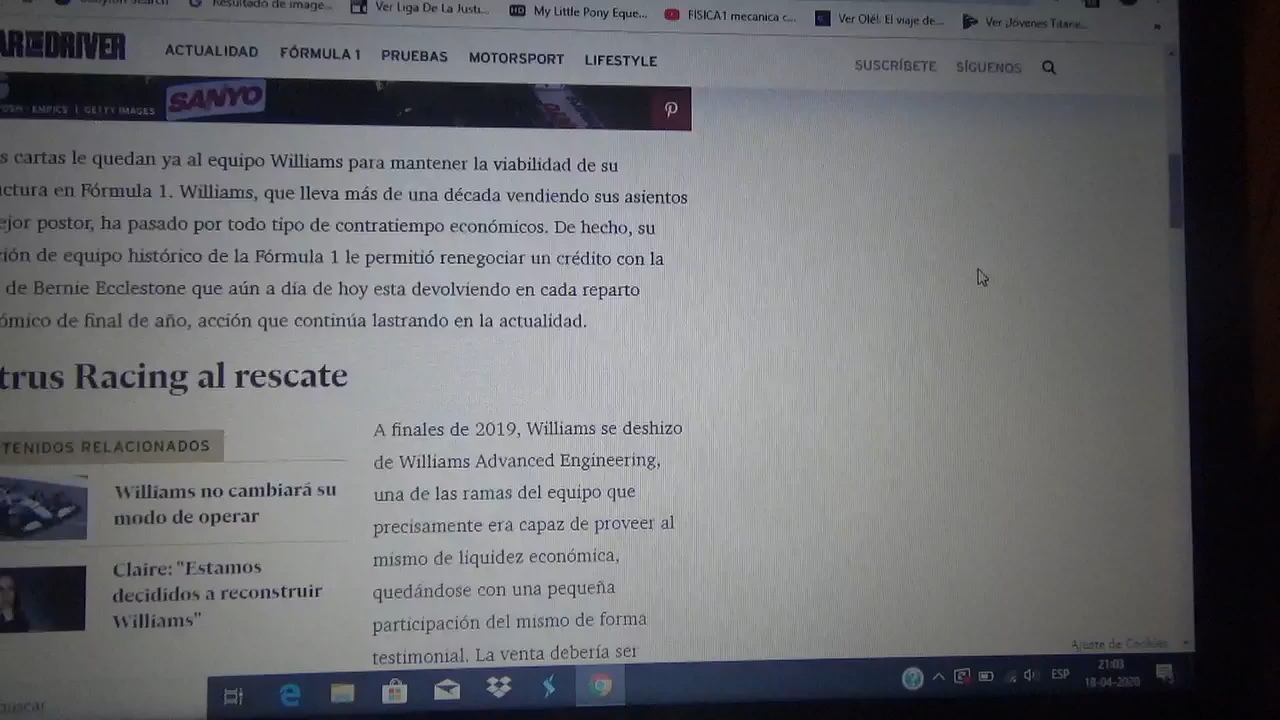 Resultado de image...
Ver Liga De La Justi...
HD My Little Pony Eque...
FISICA1 mecanica c...
Ver Olé!. El viaje de...
Ver Jóvenes Titane...
»
DRIVER
ACTUALIDAD
FÓRMULA 1
PRUEBAS
MOTORSPORT
LIFESTYLE
SUSCRÍBETE
SÍGUENOS
EMPICS | GETTY IMAGES
SANYO
s cartas le quedan ya al equipo Williams para mantener la viabilidad de su
uctura en Fórmula 1. Williams, que lleva más de una década vendiendo sus asientos
ejor postor, ha pasado por todo tipo de contratiempo económicos. De hecho, su
ión de equipo histórico de la Fórmula 1 le permitió renegociar un crédito con la
de Bernie Ecclestone que aún a día de hoy esta devolviendo en cada reparto
ómico de final de año, acción que continúa lastrando en la actualidad.
trus Racing al rescate
TENIDOS RELACIONADOS
Williams no cambiará su
modo de operar
Claire: "Estamos
decididos a reconstruir
Williams"
A finales de 2019, Williams se deshizo
de Williams Advanced Engineering,
una de las ramas del equipo que
precisamente era capaz de proveer al
mismo de liquidez económica,
quedándose con una pequeña
participación del mismo de forma
testimonial. La venta debería ser
Ajuste de Cookies
buscar
ESP
21:03
18-04-2020